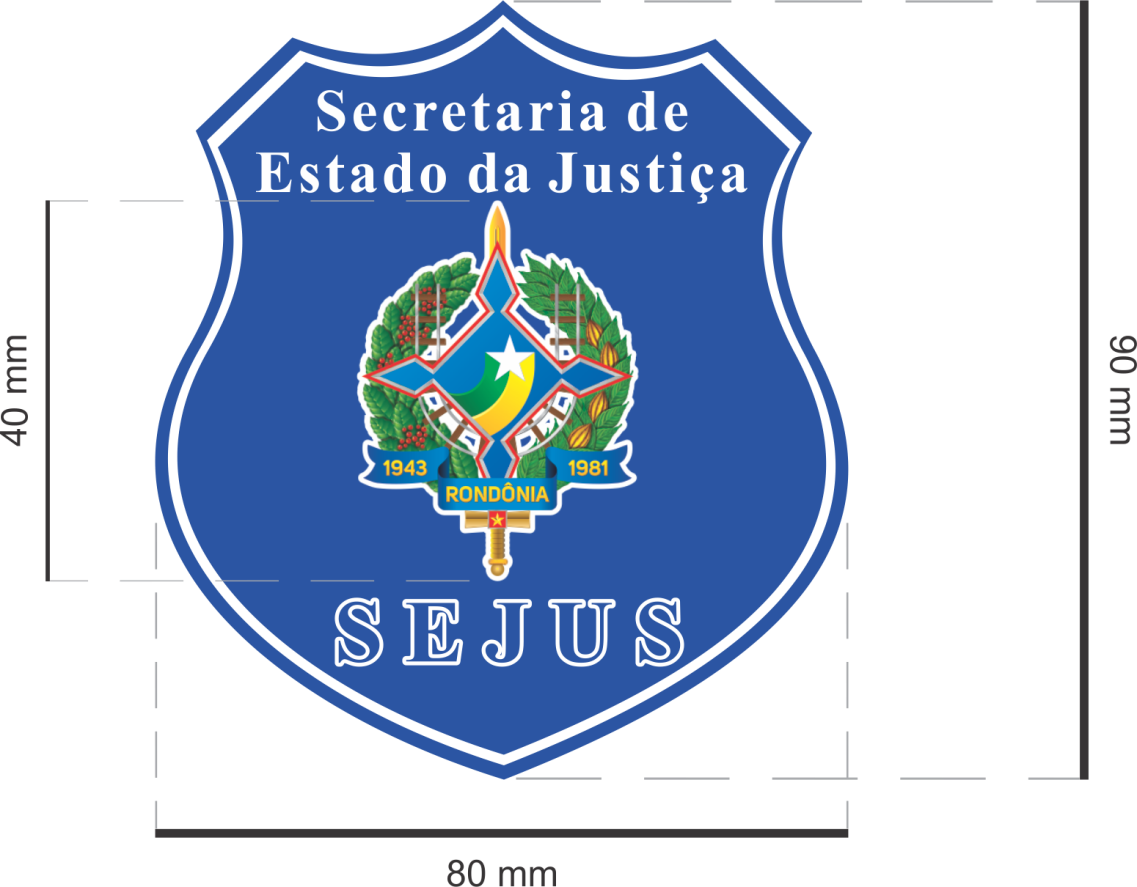 Secretaria de
Estado da Justiça
40 mm
90 mm
1943
1981
RONDÔNIA
SEJUS
80 mm